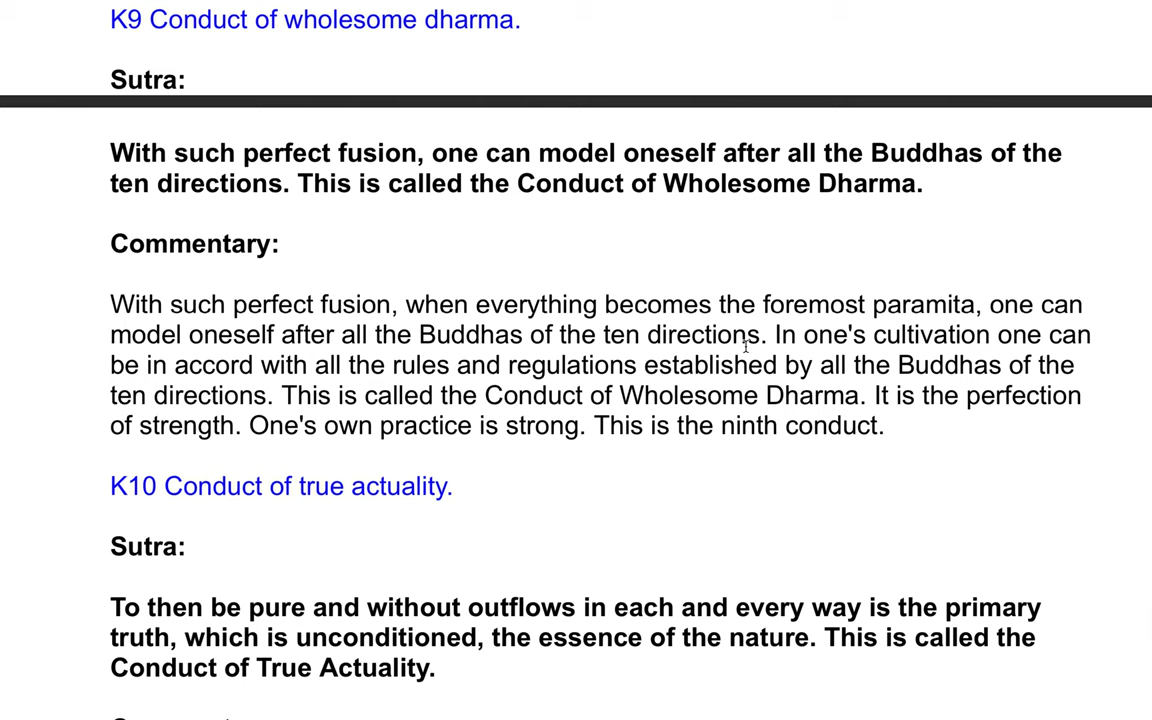 K9 Conduct of wholesome dharma.
Sutra:
With such perfect fusion, one can model oneself after all the Buddhas of the
ten directions. This is called the Conduct of Wholesome Dharma.
Commentary:
With such perfect fusion, when everything becomes the foremost paramita, one can
model oneself after all the Buddhas of the ten directions. In one's cultivation one can
be in accord with all the rules and regulations established by all the Buddhas of the
ten directions. This is called the Conduct of Wholesome Dharma. It is the perfection
of strength. One's own practice is strong. This is the ninth conduct.
K10 Conduct of true actuality.
Sutra:
To then be pure and without outflows in each and every way is the primary
truth, which is unconditioned, the essence of the nature. This is called the
Conduct of True Actuality.